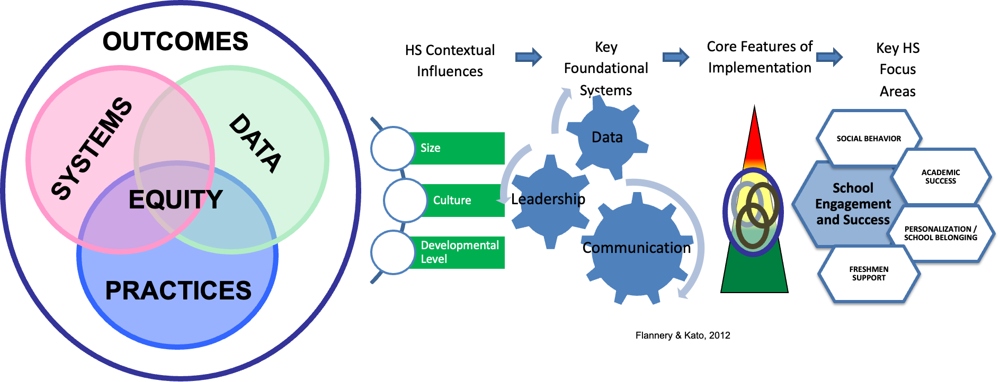 OUTCOMES
SYSTEMS
DATA
EQUITY
PRACTICES
HS Contextual
Influences
Key
Foundational
Systems
Core Features of
Implementation
Key HS
Focus
Areas
Size
Culture
Developmental
Level
Data
Leadership
Communication
SOCIAL BEHAVIOR
ACADEMIC
SUCCESS
School
Engagement
and Success
PERSONALIZATION /
SCHOOL BELONGING
FRESHMEN
SUPPORT
Flannery & Kato, 2012